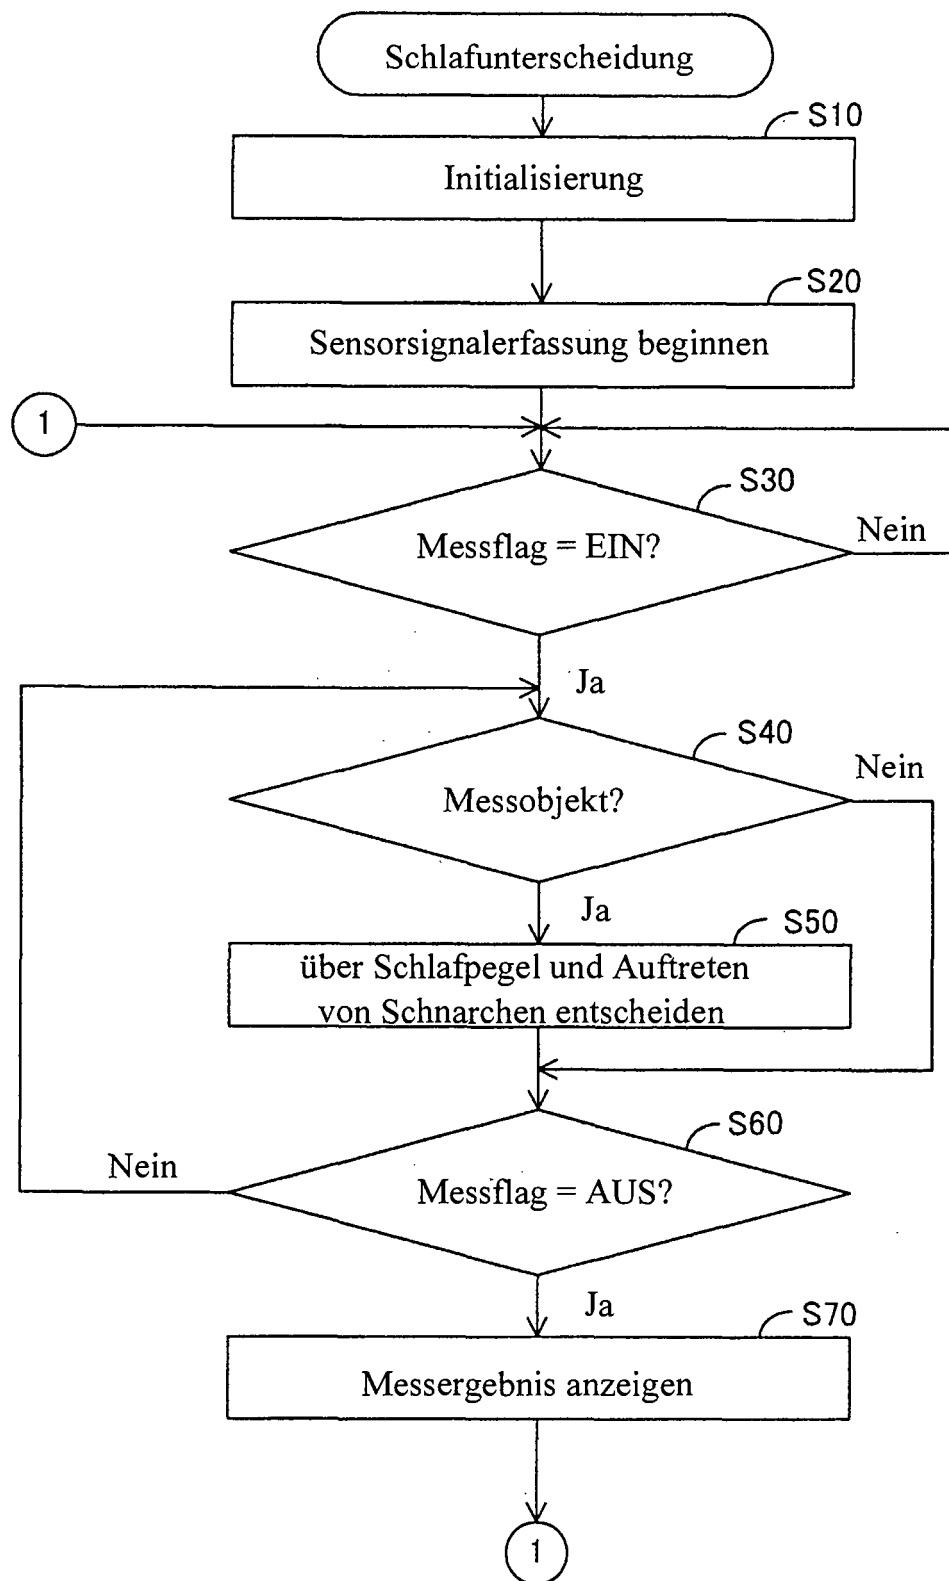 Schlafunterscheidung
S10
Initialisierung
S20
Sensorsignalerfassung beginnen
1
S30
Messflag = EIN?
Nein
Ja
S40
Messobjekt?
Nein
Ja
S50
über Schlafpegel und Auftreten
von Schnarchen entscheiden
S60
Messflag = AUS?
Nein
Ja
S70
Messergebnis anzeigen
1